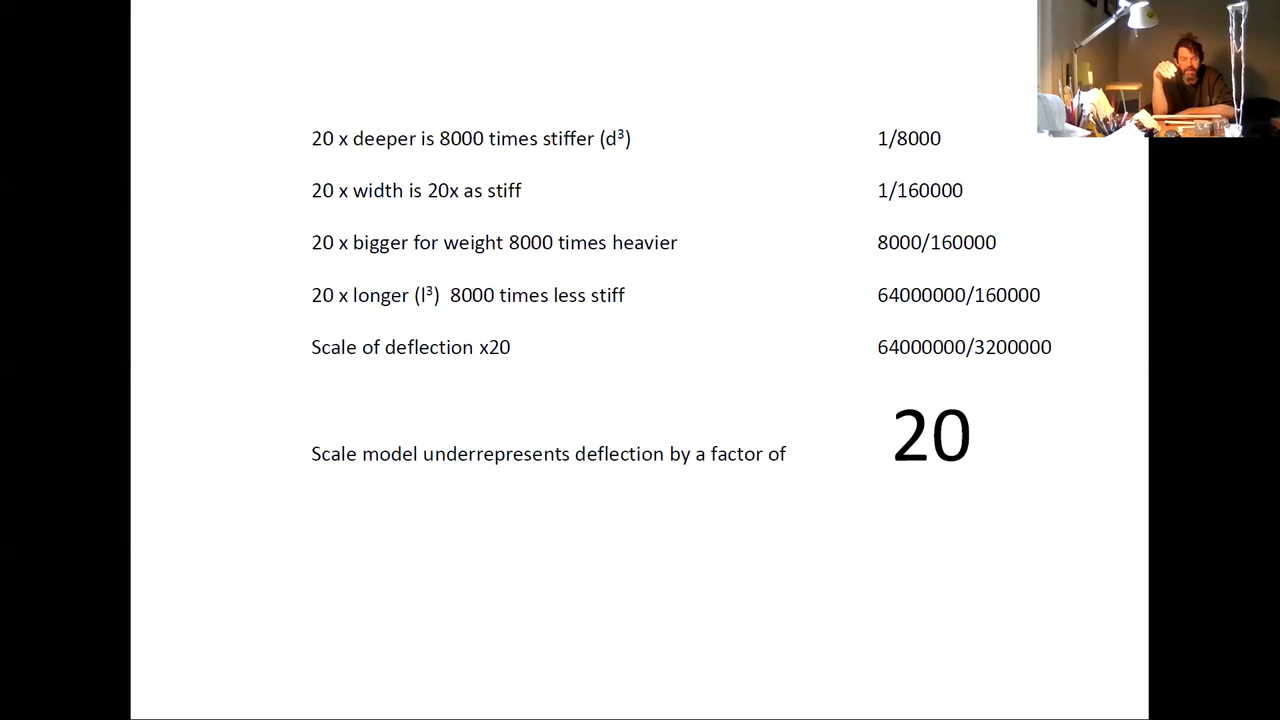 20 x deeper is 8000 times stiffer (d³) 1/8000
20 x width is 20x as stiff 1/160000
20 x bigger for weight 8000 times heavier 8000/160000
20 x longer (l³)  8000 times less stiff 64000000/160000
Scale of deflection x20 64000000/3200000
Scale model underrepresents deflection by a factor of 20